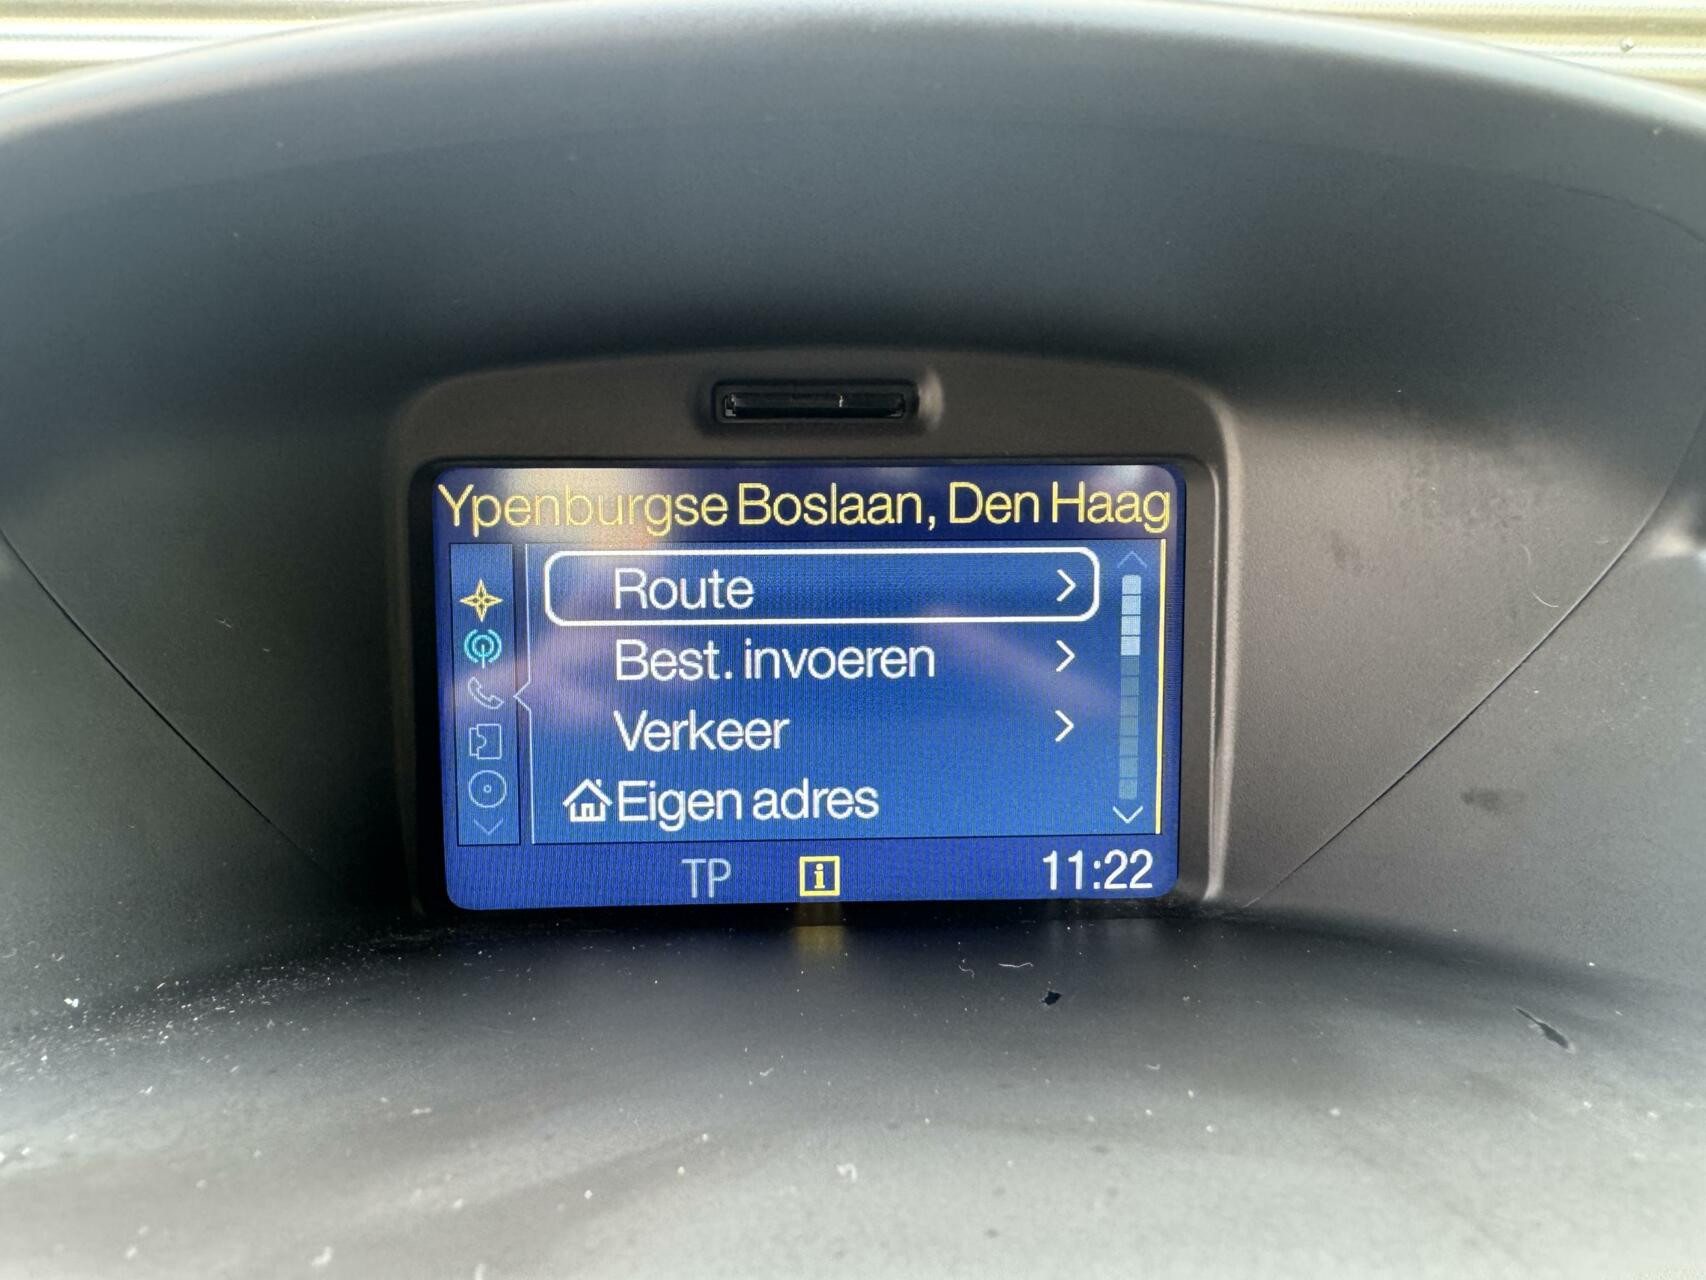 Ypenburgse Boslaan, Den Haag
Route
Best. invoeren
Verkeer
Eigen adres
TP i 11:22